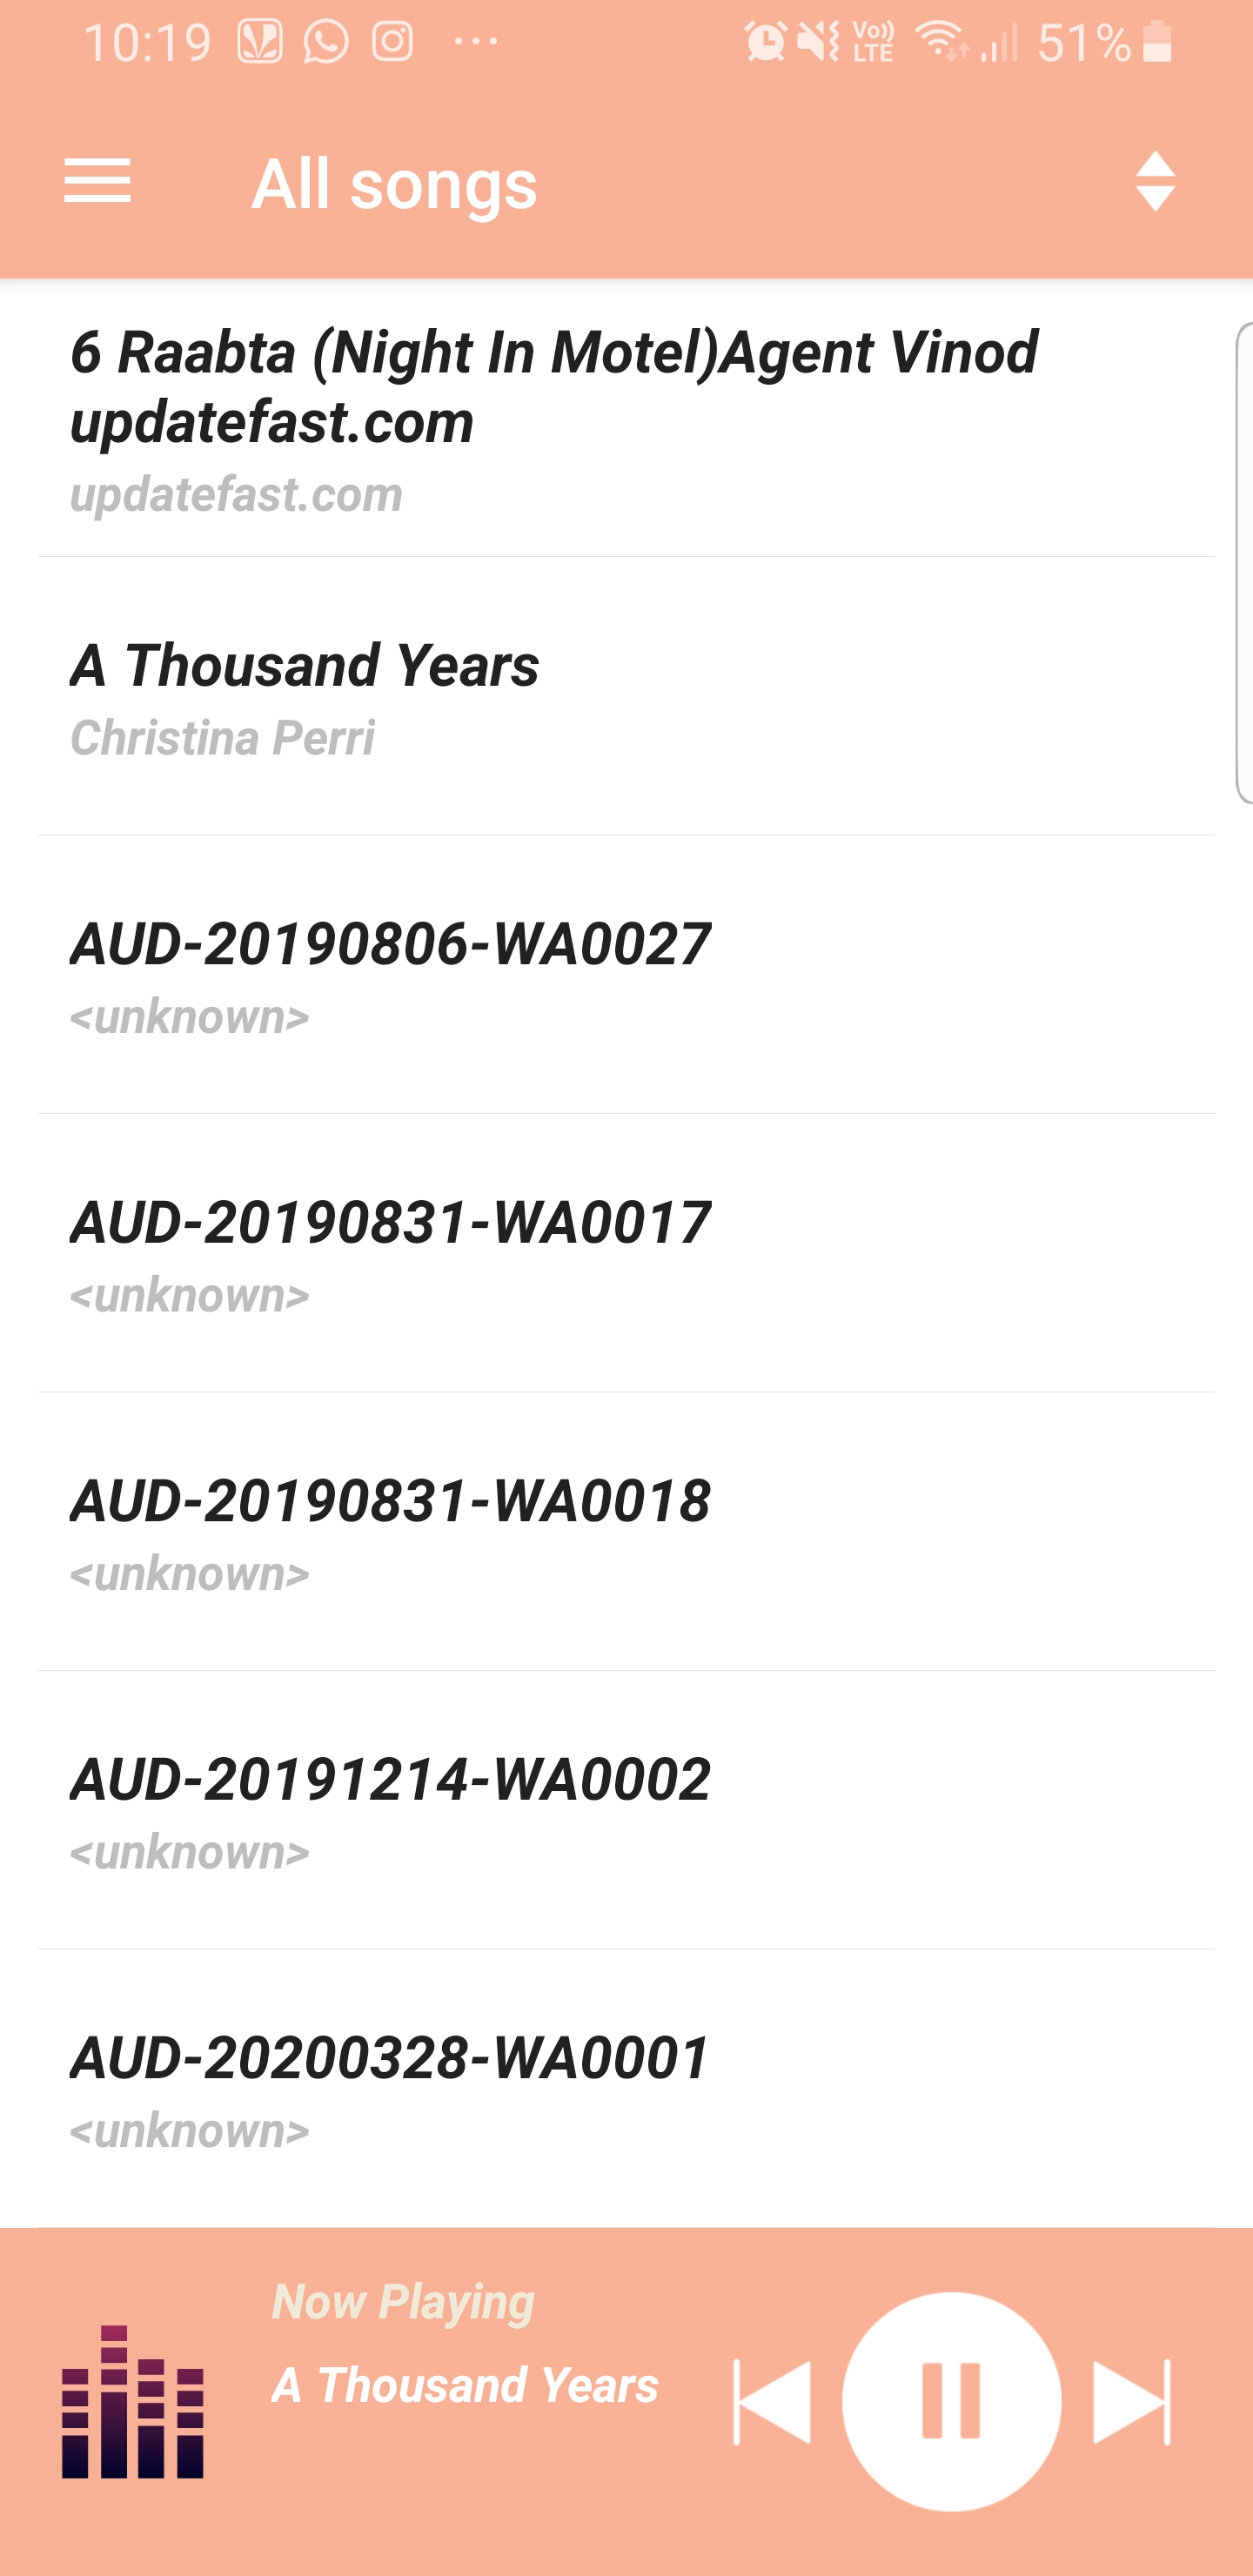 10:19 Vo)) LTE 51%
All songs
6 Raabta (Night In Motel)Agent Vinod
updatefast.com
updatefast.com
A Thousand Years
Christina Perri
AUD-20190806-WA0027
<unknown>
AUD-20190831-WA0017
<unknown>
AUD-20190831-WA0018
<unknown>
AUD-20191214-WA0002
<unknown>
AUD-20200328-WA0001
<unknown>
Now Playing
A Thousand Years